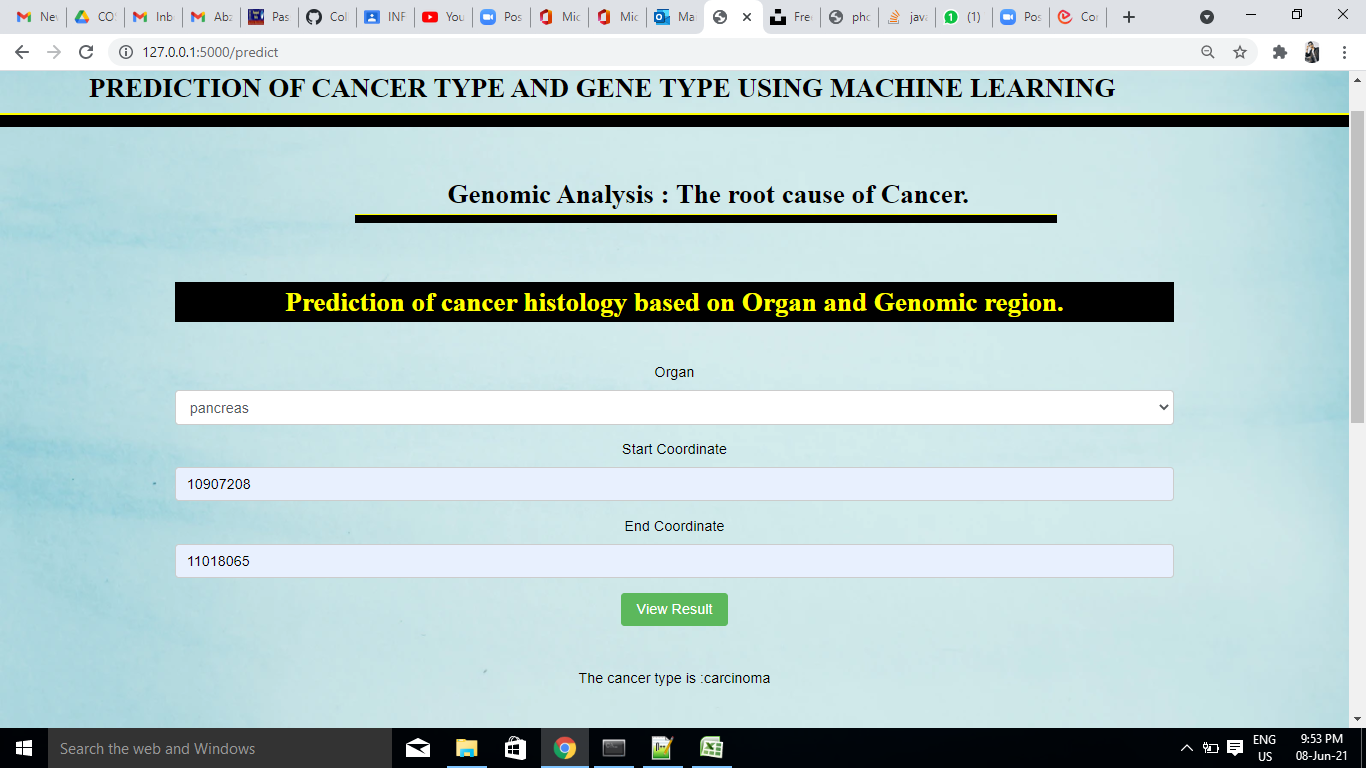 Ne
CO
Inb
Abz
Pas
Col
INF
You
Pos
Mic
Mic
Ma
Fre
pho
java
(1)
Pos
Cor
127.0.0.1:5000/predict
PREDICTION OF CANCER TYPE AND GENE TYPE USING MACHINE LEARNING
Genomic Analysis : The root cause of Cancer.
Prediction of cancer histology based on Organ and Genomic region.
Organ
pancreas
Start Coordinate
10907208
End Coordinate
11018065
View Result
The cancer type is :carcinoma
Search the web and Windows
ENG
US
9:53 PM
08-Jun-21